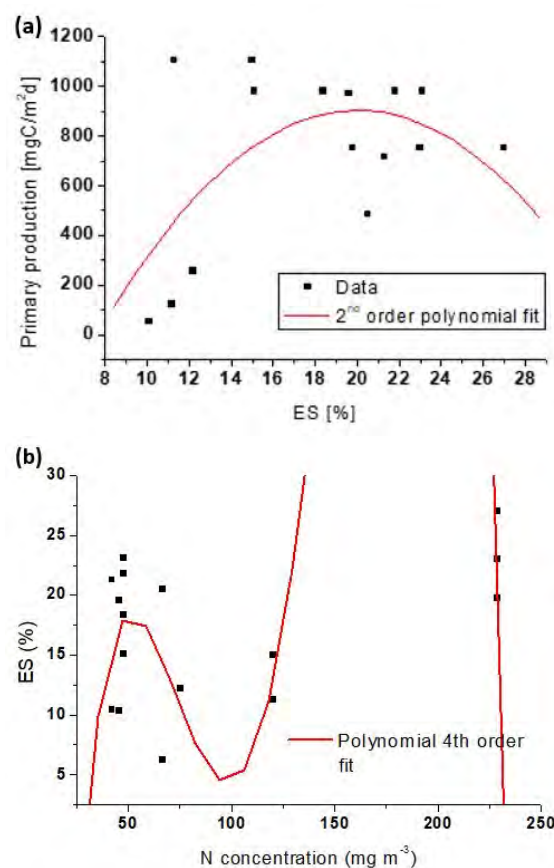 (a)
Primary production [mgC/m²d]
1200
1000
800
600
400
200
0
Data
2nd order polynomial fit
8 10 12 14 16 18 20 22 24 26 28
ES [%]
(b)
ES (%)
30
25
20
15
10
5
Polynomial 4th order
fit
50 100 150 200 250
N concentration (mg m-3)